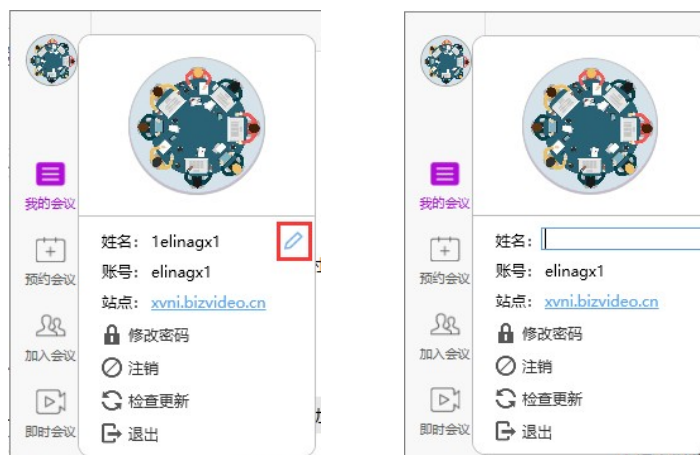 我的会议
预约会议
加入会议
即时会议
姓名： 1elinagx1
账号： elinagx1
站点： xvni.bizvideo.cn
修改密码
注销
检查更新
退出
我的会议
预约会议
加入会议
即时会议
姓名：
账号： elinagx1
站点： xvni.bizvideo.cn
修改密码
注销
检查更新
退出